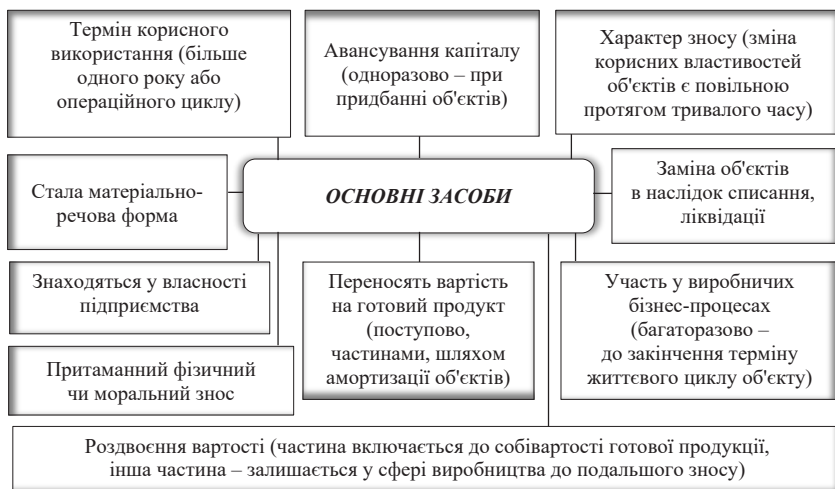 Термін корисного
використання (більше
одного року або
операційного циклу)
Авансування капіталу
(одноразово – при
придбанні об'єктів)
Характер зносу (зміна
корисних властивостей
об'єктів є повільною
протягом тривалого часу)
Стала матеріально-
речова форма
ОСНОВНІ ЗАСОБИ
Заміна об'єктів
в наслідок списання,
ліквідації
Знаходяться у власності
підприємства
Переносять вартість
на готовий продукт
(поступово,
частинами, шляхом
амортизації об'єктів)
Участь у виробничих
бізнес-процесах
(багаторазово –
до закінчення терміну
життєвого циклу об'єкту)
Притаманний фізичний
чи моральний знос
Роздвоєння вартості (частина включається до собівартості готової продукції,
інша частина – залишається у сфері виробництва до подальшого зносу)